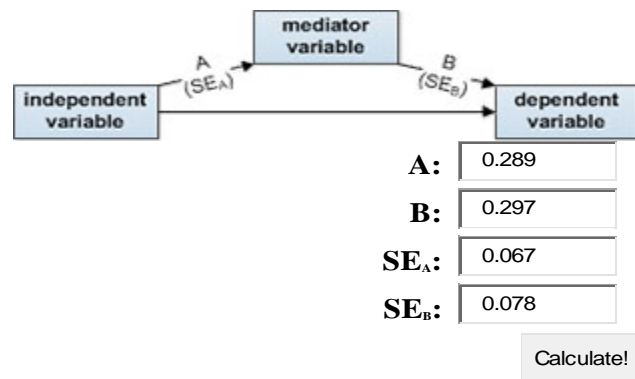 mediator
variable
A
(SEA)
B
(SEB)
independent
variable
dependent
variable
A: 0.289
B: 0.297
SEA: 0.067
SEB: 0.078
Calculate!